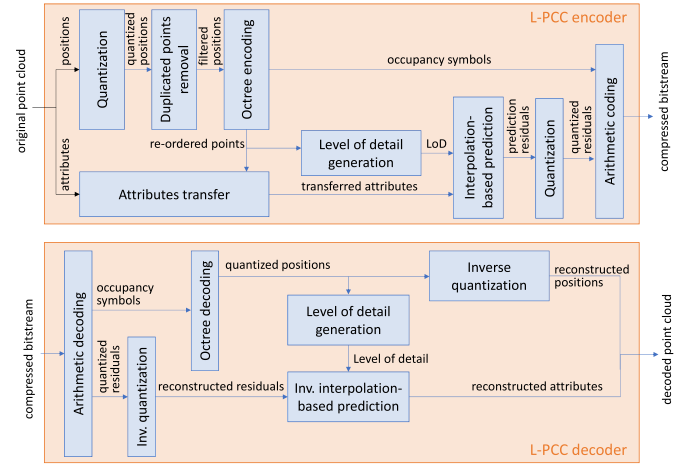 L-PCC encoder
original point cloud
positions
Quantization
quantized
positions
Duplicated points
removal
filtered
positions
Octree encoding
occupancy symbols
Arithmetic coding
compressed bitstream
re-ordered points
Level of detail
generation
LoD
Interpolation-
based prediction
prediction
residuals
Quantization
quantized
residuals
attributes
Attributes transfer
transferred attributes
compressed bitstream
Arithmetic decoding
occupancy
symbols
Octree decoding
quantized positions
Inverse
quantization
reconstructed
positions
Level of detail
generation
Level of detail
quantized
residuals
Inv. quantization
reconstructed residuals
Inv. interpolation-
based prediction
reconstructed attributes
decoded point cloud
L-PCC decoder